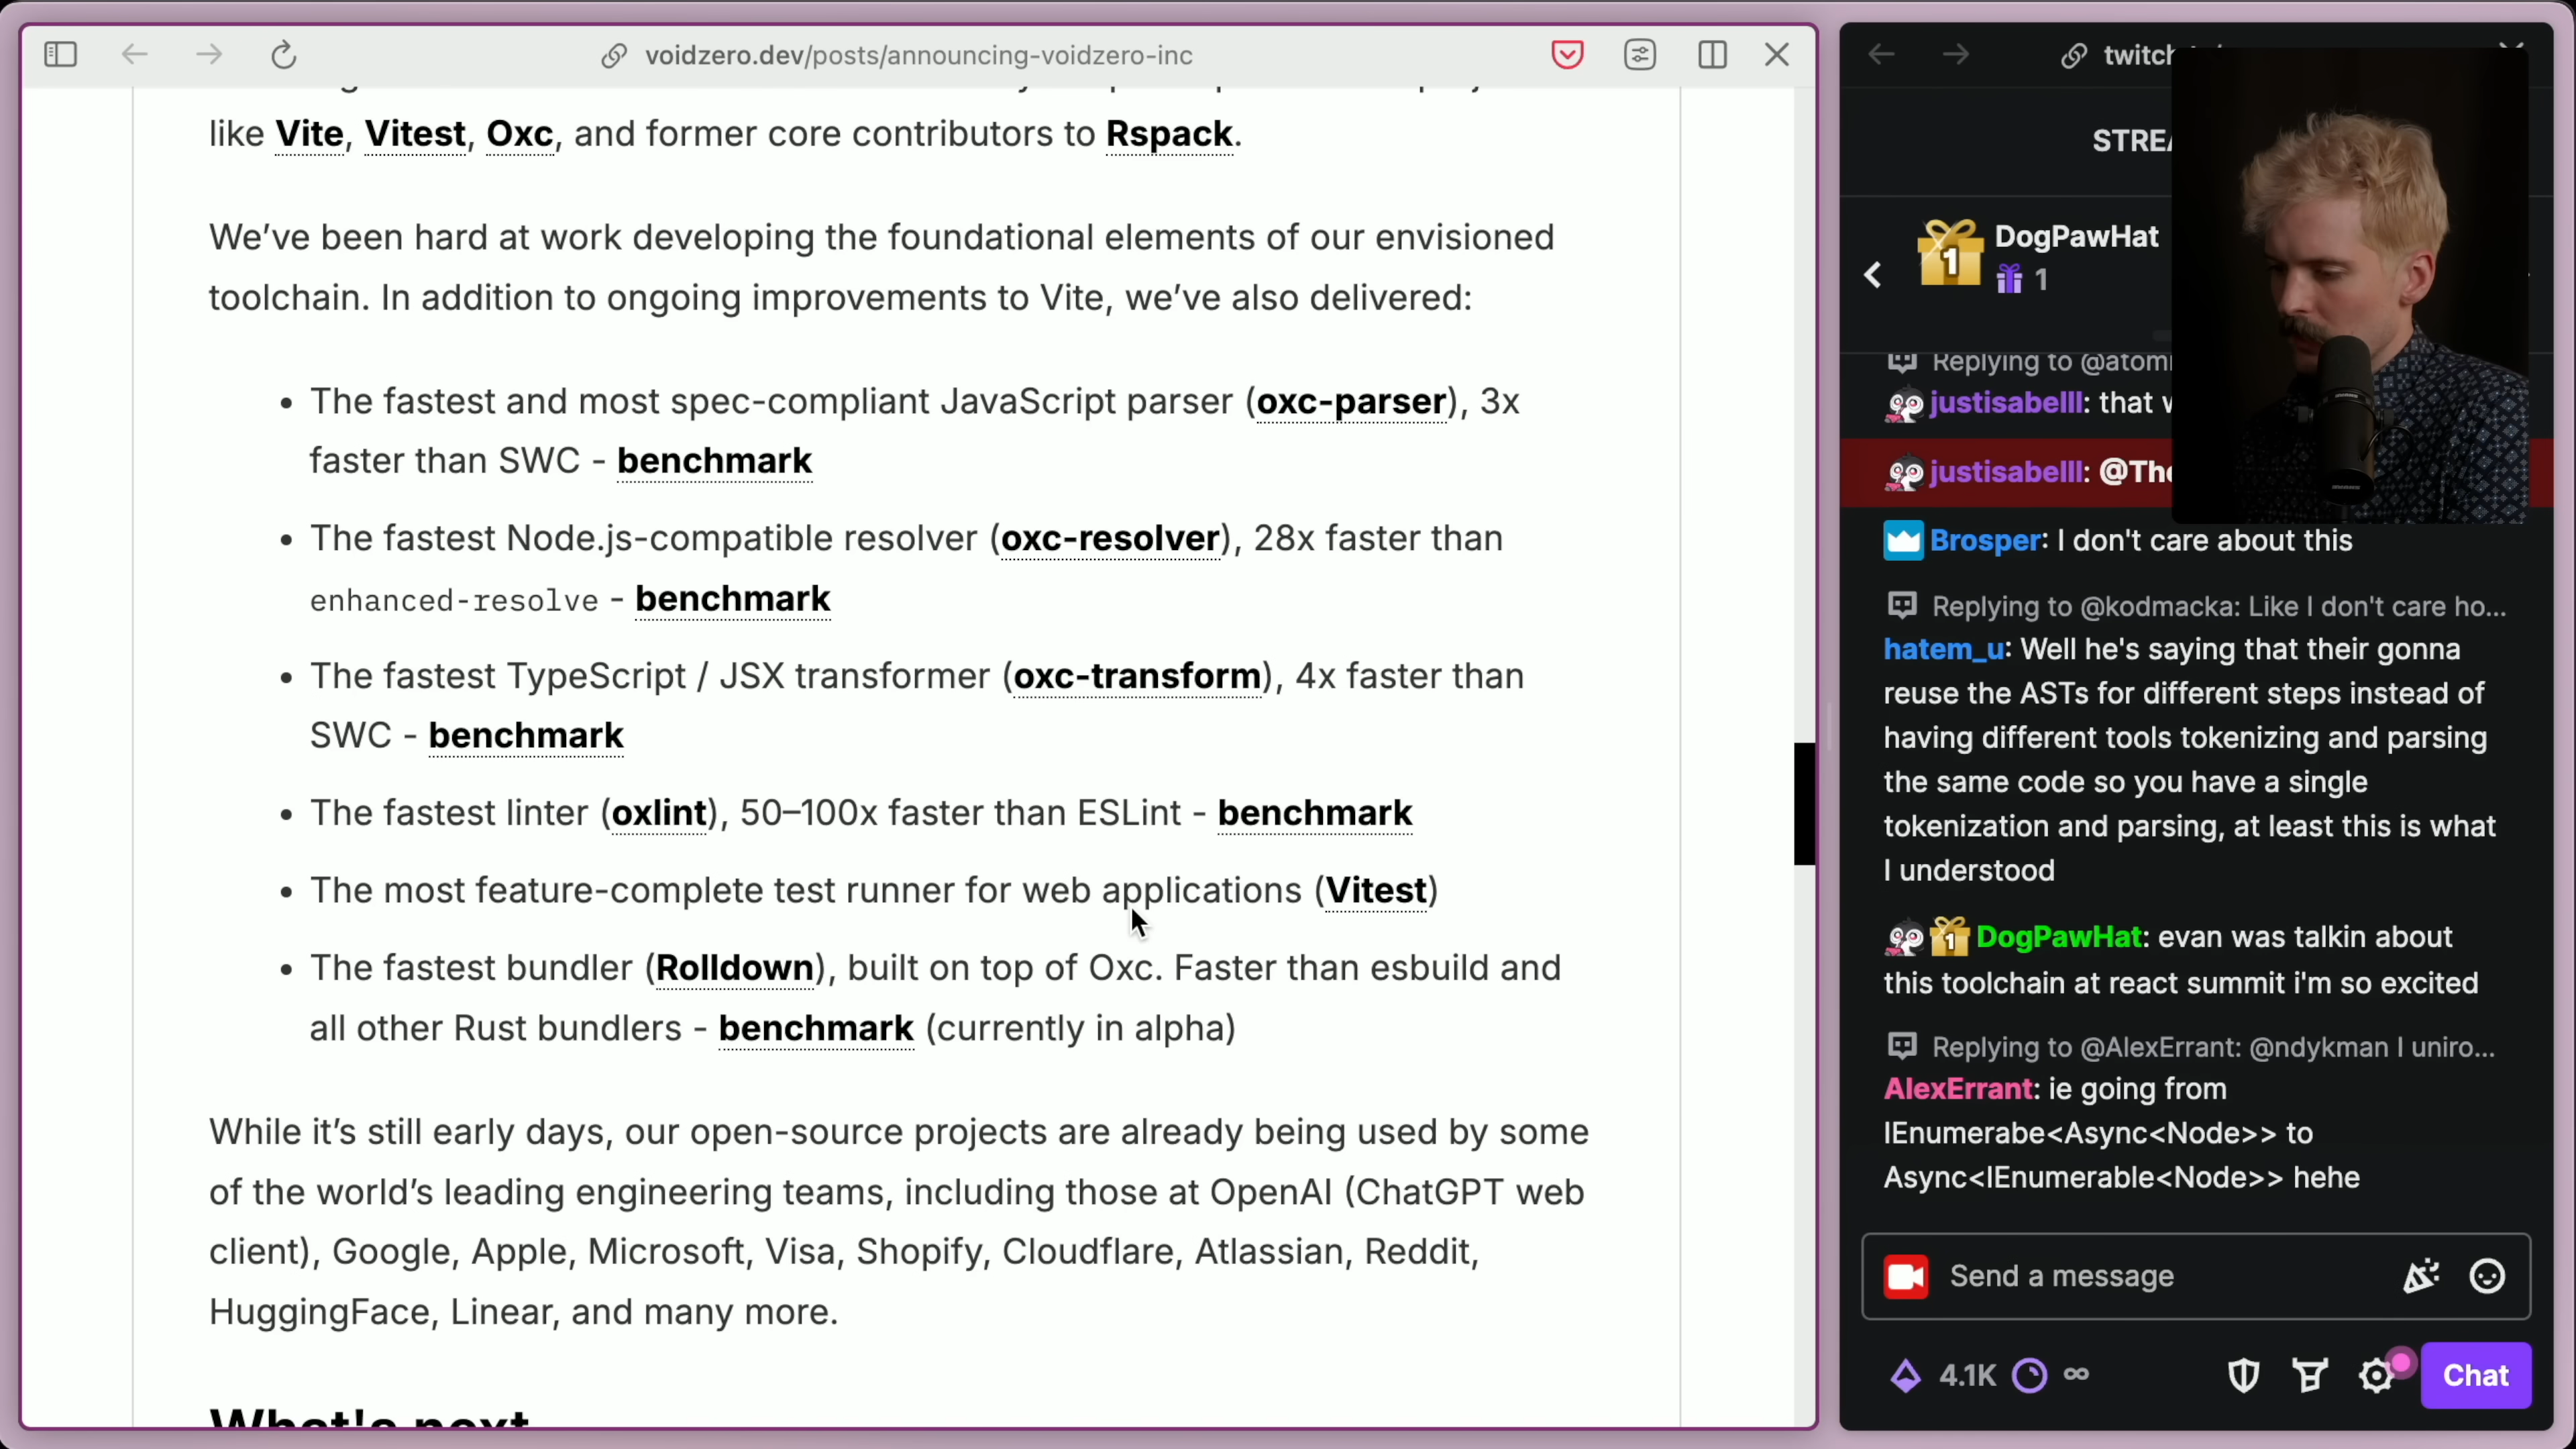 voidzero.dev/posts/announcing-voidzero-inc
like Vite, Vitest, Oxc, and former core contributors to Rspack.
We've been hard at work developing the foundational elements of our envisioned
toolchain. In addition to ongoing improvements to Vite, we've also delivered:
• The fastest and most spec-compliant JavaScript parser (oxc-parser), 3x
faster than SWC - benchmark
• The fastest Node.js-compatible resolver (oxc-resolver), 28x faster than
enhanced-resolve - benchmark
• The fastest TypeScript / JSX transformer (oxc-transform), 4x faster than
SWC - benchmark
• The fastest linter (oxlint), 50–100x faster than ESLint - benchmark
• The most feature-complete test runner for web applications (Vitest)
• The fastest bundler (Rolldown), built on top of Oxc. Faster than esbuild and
all other Rust bundlers - benchmark (currently in alpha)
While it's still early days, our open-source projects are already being used by some
of the world's leading engineering teams, including those at OpenAI (ChatGPT web
client), Google, Apple, Microsoft, Visa, Shopify, Cloudflare, Atlassian, Reddit,
HuggingFace, Linear, and many more.
What's next
twitch
STREA
1
DogPawHat
1
Replying to @atom
justisabelll: that
justisabelll: @The
Brosper: I don't care about this
Replying to @kodmacka: Like I don't care ho...
hatem_u: Well he's saying that their gonna
reuse the ASTs for different steps instead of
having different tools tokenizing and parsing
the same code so you have a single
tokenization and parsing, at least this is what
I understood
1 DogPawHat: evan was talkin about
this toolchain at react summit i'm so excited
Replying to @AlexErrant: @ndykman I uniro...
AlexErrant: ie going from
IEnumerabe<Async<Node>> to
Async<IEnumerable<Node>> hehe
Send a message
4.1K ∞
Chat